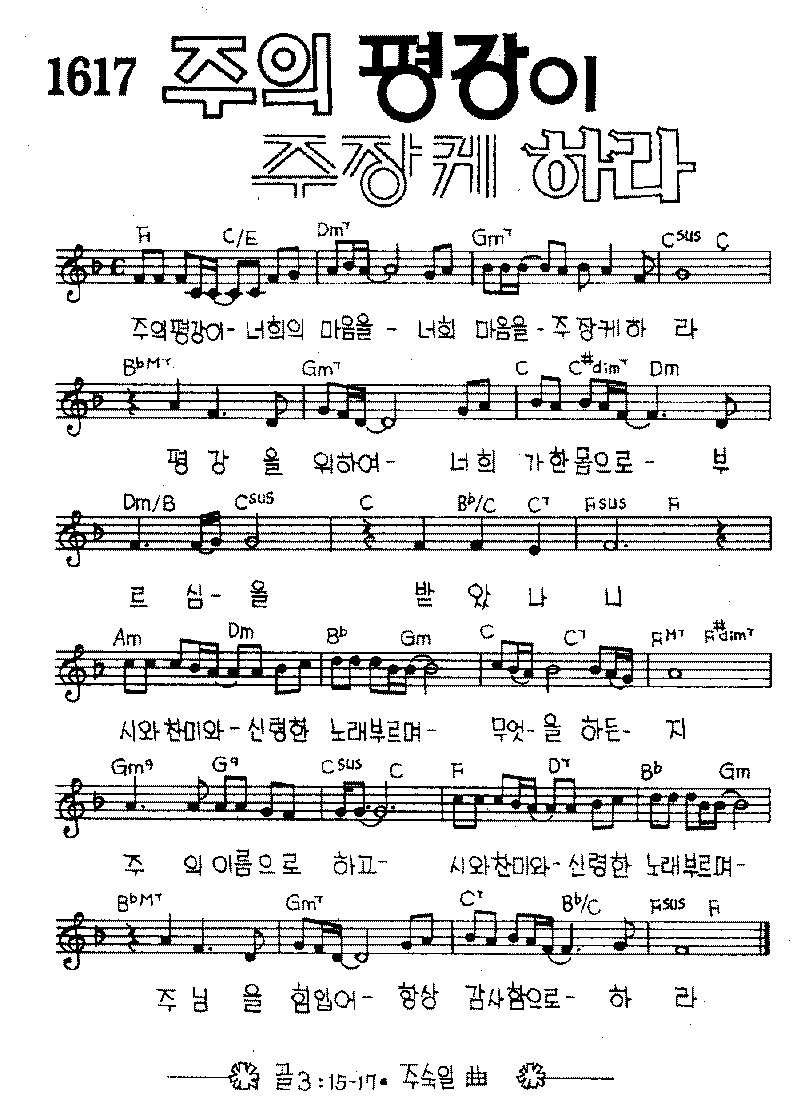 1617 주의 평강이
주장케 하라
F C/E Dm7 Gm7 Csus C
주의평강이- 너희의 마음을 - 너희 마음을 - 주장케하 라
BbM7 Gm7 C C#dim7 Dm
평 강 을 위하여- 너희 가한몸으로- 부
Dm/B Csus C Bb/C C7 Fsus F
르 심- 을 받 았 나 니
Am Dm Bb Gm C C7 FM7 F#dim7
시와찬미와-신령한 노래부르며- 무엇-을 하든- 지
Gm9 G9 Csus C F D7 Bb Gm
주 의이름으로 하고- 시와찬미와-신령한 노래부르며-
BbM7 Gm7 C7 Bb/C Fsus F
주 님 을 힘입어- 항상 감사함으로- 하 라
골3:15-17. 주숙일 曲